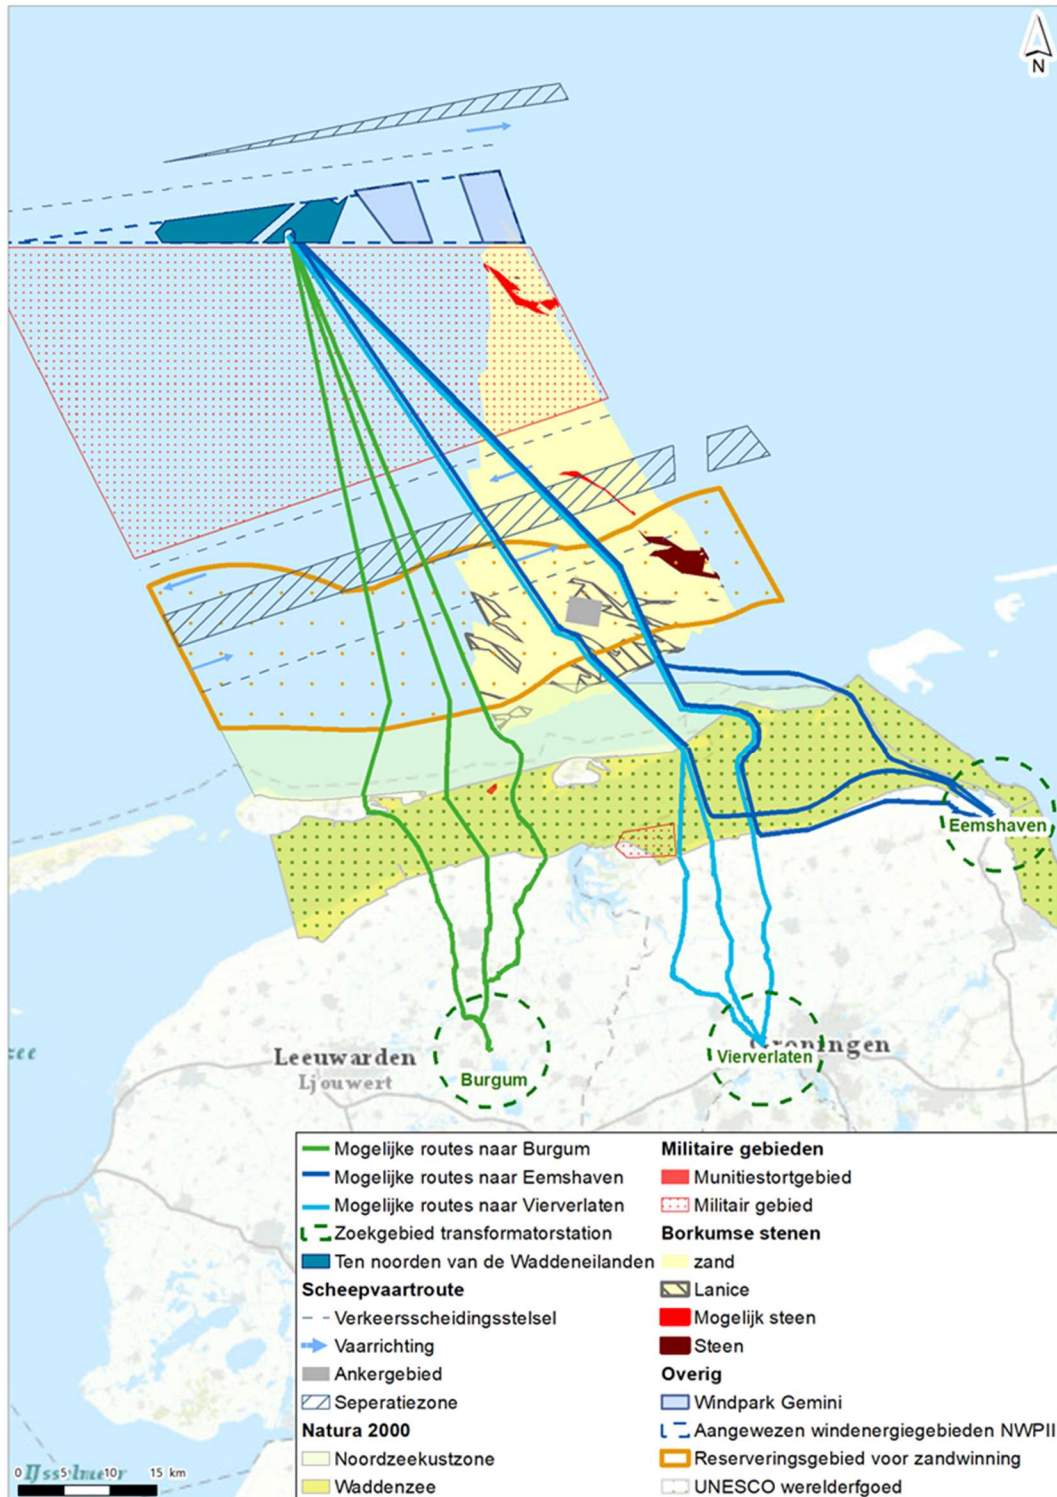 N
Eemshaven
Groningen
Vierverlaten
Leeuwarden
Ljouwert
Burgum
zee
Mogelijke routes naar Burgum
Mogelijke routes naar Eemshaven
Mogelijke routes naar Vierverlaten
Zoekgebied transformatorstation
Ten noorden van de Waddeneilanden
Scheepvaartroute
Verkeersscheidingsstelsel
Vaarrichting
Ankergebied
Seperatiezone
Natura 2000
Noordzeekustzone
Waddenzee
Militaire gebieden
Munitiestortgebied
Militair gebied
Borkumse stenen
zand
Lanice
Mogelijk steen
Steen
Overig
Windpark Gemini
Aangewezen windenergiegebieden NWPII
Reserveringsgebied voor zandwinning
UNESCO werelderfgoed
IJsselmeer
0 5 10 15 km